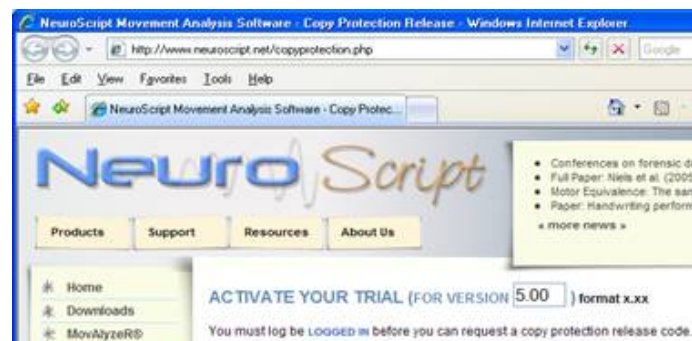 NeuroScript Movement Analysis Software - Copy Protection Release - Windows Internet Explorer
http://www.neuroscript.net/copyprotection.php
Google
File Edit View Favorites Tools Help
NeuroScript Movement Analysis Software - Copy Protec...
Neuro Script
Conferences on forensic d
Full Paper: Niels et al. (2005
Motor Equivalence: The san
Paper: Handwriting perform
« more news »
Products Support Resources About Us
Home
Downloads
MovAlyzeR®
ACTIVATE YOUR TRIAL (FOR VERSION 5.00 ) format x.xx
You must log be LOGGED IN before you can request a copy protection release code.